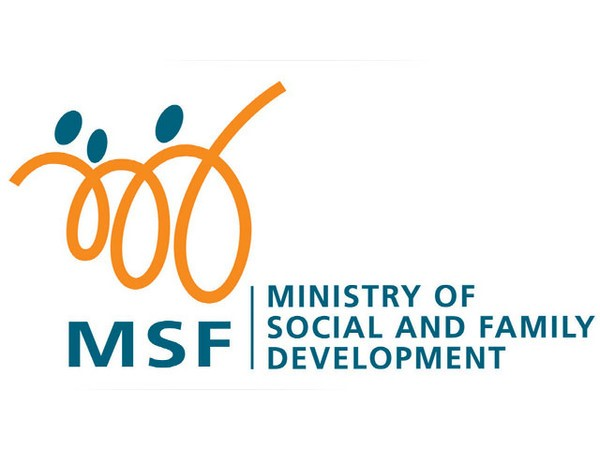 MSF
MINISTRY OF
SOCIAL AND FAMILY
DEVELOPMENT